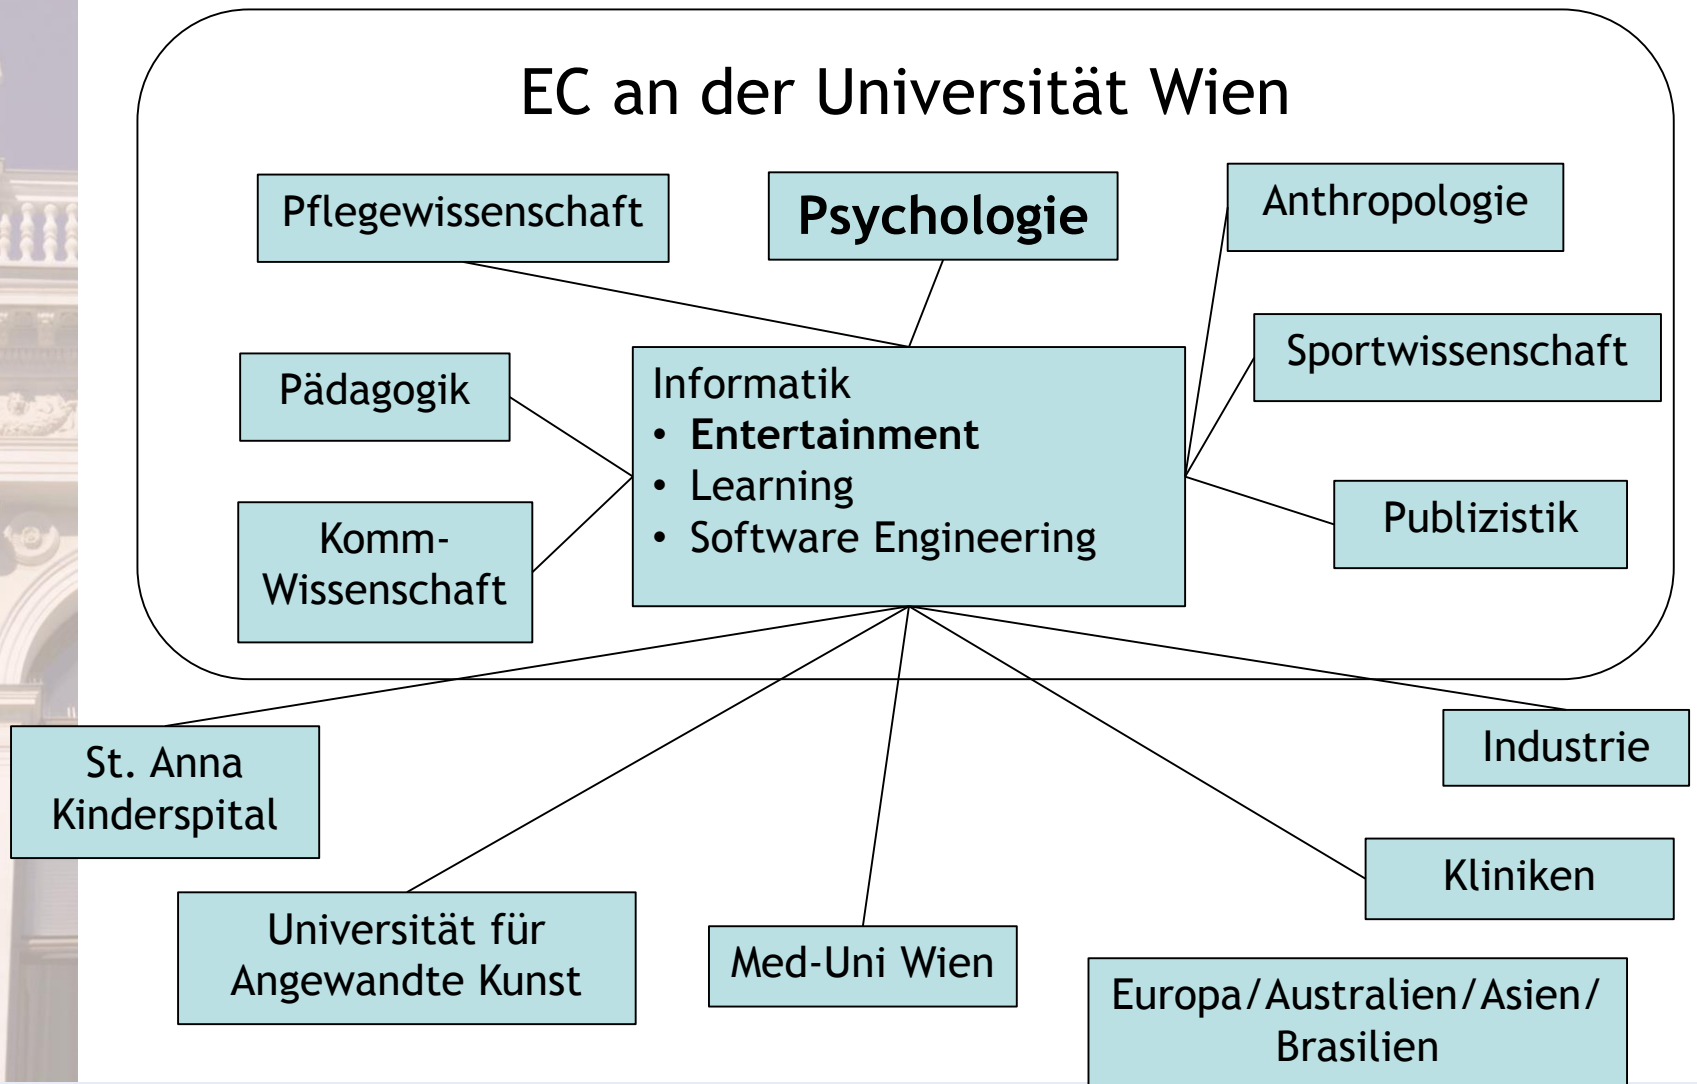 EC an der Universität Wien
Pflegewissenschaft
Psychologie
Anthropologie
Sportwissenschaft
Pädagogik
Informatik
• Entertainment
• Learning
• Software Engineering
Publizistik
Komm-
Wissenschaft
St. Anna
Kinderspital
Industrie
Kliniken
Universität für
Angewandte Kunst
Med-Uni Wien
Europa/Australien/Asien/
Brasilien